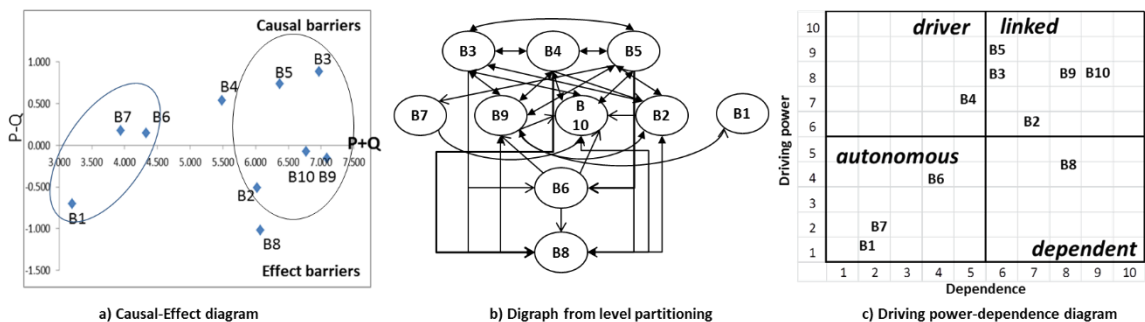 Causal barriers
1.000
0.500
0.000
-0.500
-1.000
-1.500
P-Q
P+Q
3.000 3.500 4.000 4.500 5.000 5.500 6.000 6.500 7.000 7.500
B3
B5
B4
B7 B6
B10 B9
B2
B1
B8
Effect barriers
a) Causal-Effect diagram
B3 B4 B5
B7 B9 B
10 B2 B1
B6
B8
b) Digraph from level partitioning
Driving power
10
9
8
7
6
5
4
3
2
1
driver linked
B5
B3 B9 B10
B4
B2
autonomous
B8
B6
B7
B1
dependent
1 2 3 4 5 6 7 8 9 10
Dependence
c) Driving power-dependence diagram